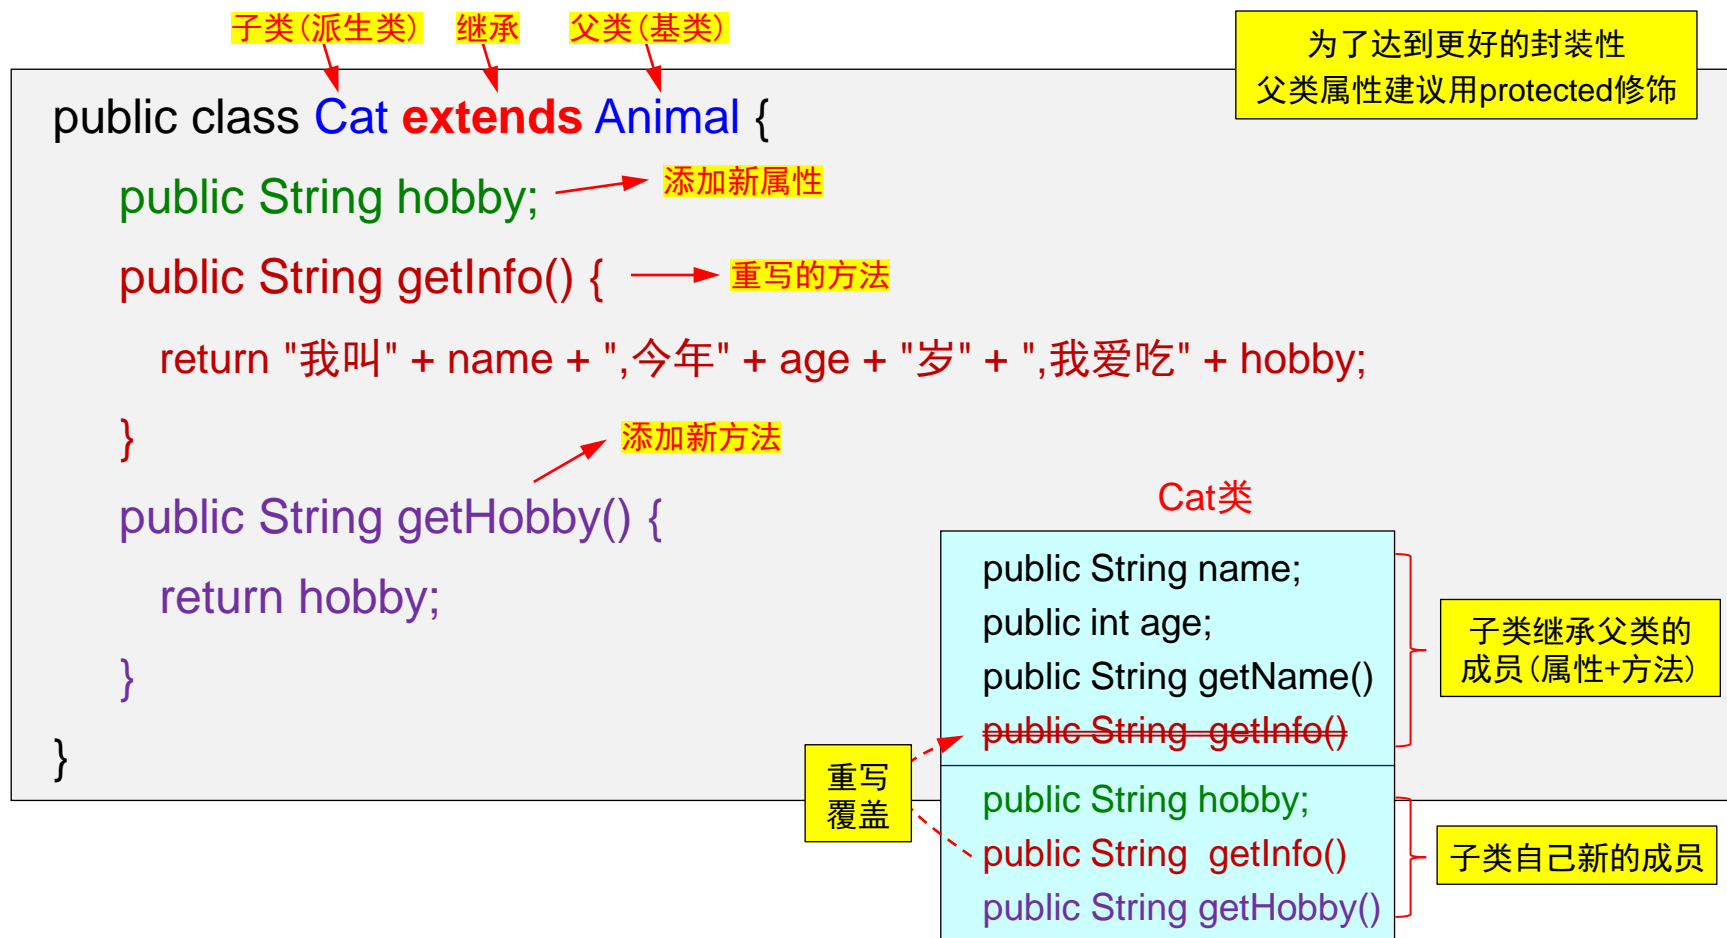 子类(派生类) 继承 父类(基类)
为了达到更好的封装性
父类属性建议用protected修饰
public class Cat extends Animal {
public String hobby; 添加新属性
public String getInfo() { 重写的方法
return "我叫" + name + ",今年" + age + "岁" + ",我爱吃" + hobby;
}
添加新方法
public String getHobby() {
return hobby;
}
}
Cat类
public String name;
public int age;
public String getName()
public String getInfo()
子类继承父类的
成员(属性+方法)
重写
覆盖
public String hobby;
public String getInfo()
public String getHobby()
子类自己新的成员